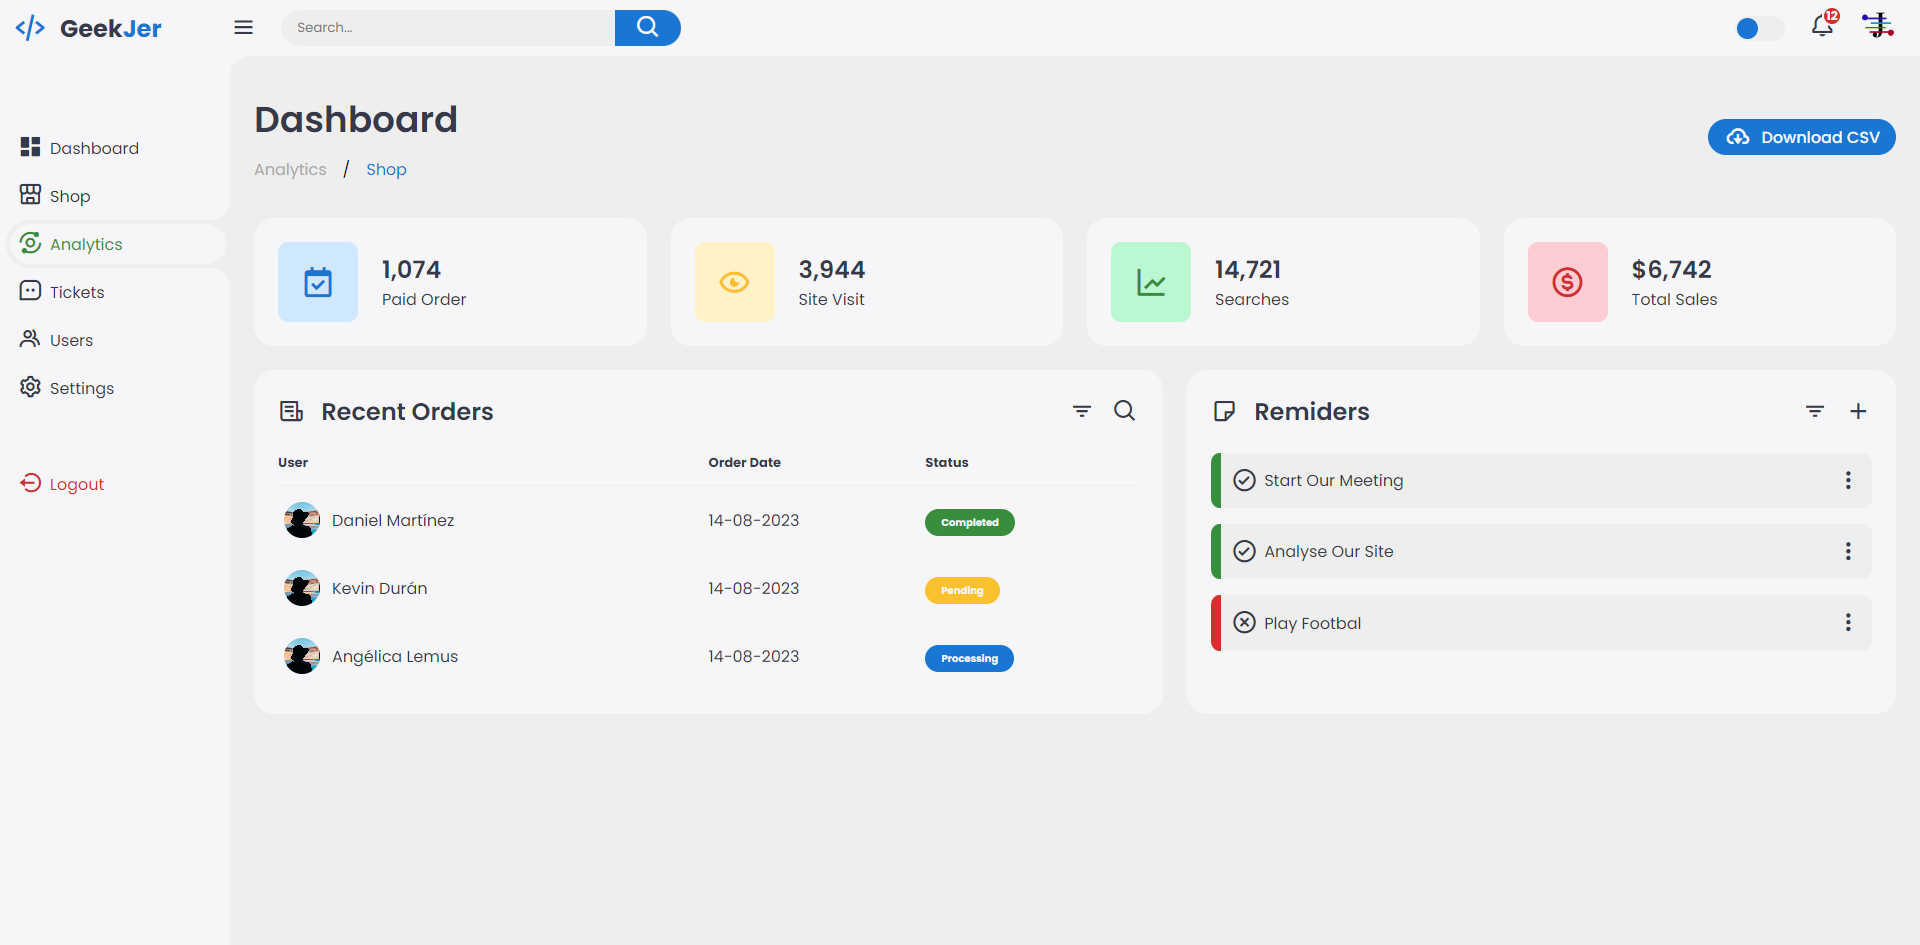 GeekJer
Search...
12
Dashboard
Shop
Analytics
Tickets
Users
Settings
Logout
Dashboard
Analytics / Shop
Download CSV
1,074
Paid Order
3,944
Site Visit
14,721
Searches
$6,742
Total Sales
Recent Orders
User Order Date Status
Daniel Martínez 14-08-2023 Completed
Kevin Durán 14-08-2023 Pending
Angélica Lemus 14-08-2023 Processing
Remiders
Start Our Meeting
Analyse Our Site
Play Footbal